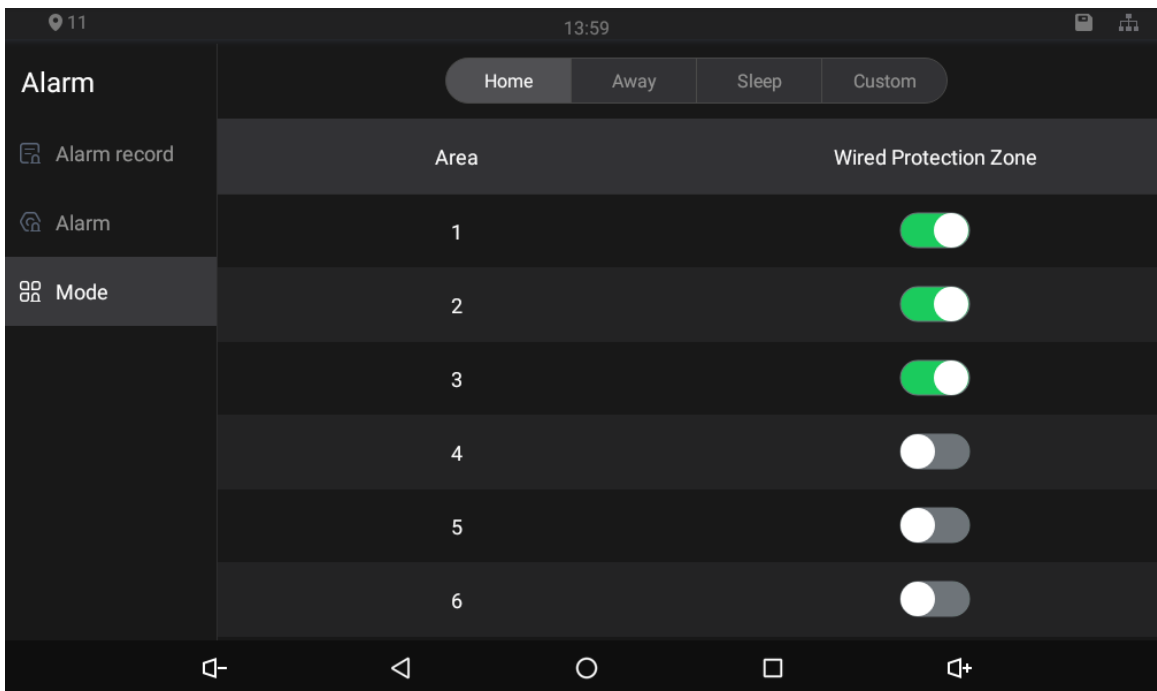 11
13:59
Alarm
Home Away Sleep Custom
Alarm record
Area Wired Protection Zone
Alarm
1
Mode
2
3
4
5
6